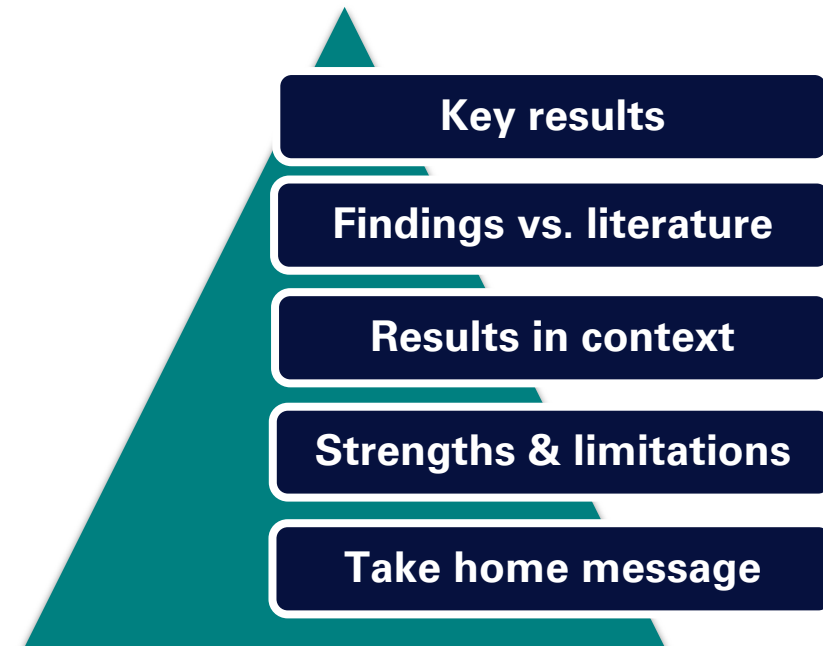 Key results
Findings vs. literature
Results in context
Strengths & limitations
Take home message